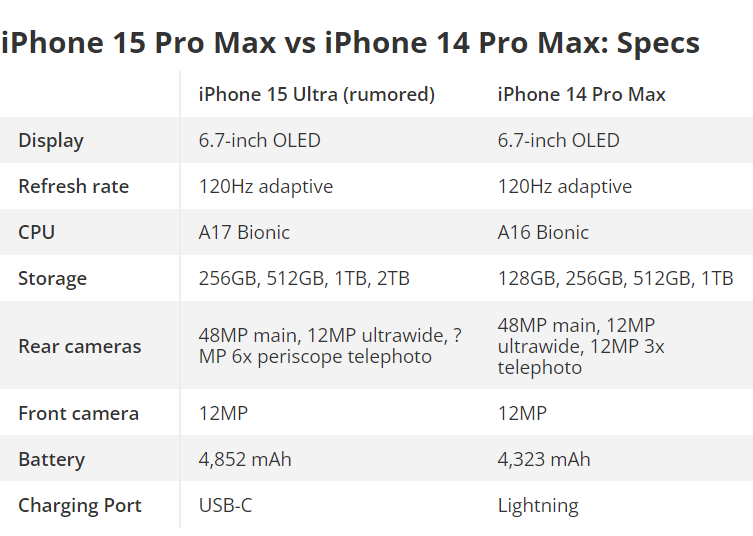 iPhone 15 Pro Max vs iPhone 14 Pro Max: Specs
iPhone 15 Ultra (rumored) iPhone 14 Pro Max
Display 6.7-inch OLED 6.7-inch OLED
Refresh rate 120Hz adaptive 120Hz adaptive
CPU A17 Bionic A16 Bionic
Storage 256GB, 512GB, 1TB, 2TB 128GB, 256GB, 512GB, 1TB
Rear cameras
48MP main, 12MP ultrawide, ?
MP 6x periscope telephoto
48MP main, 12MP
ultrawide, 12MP 3x
telephoto
Front camera 12MP 12MP
Battery 4,852 mAh 4,323 mAh
Charging Port USB-C Lightning